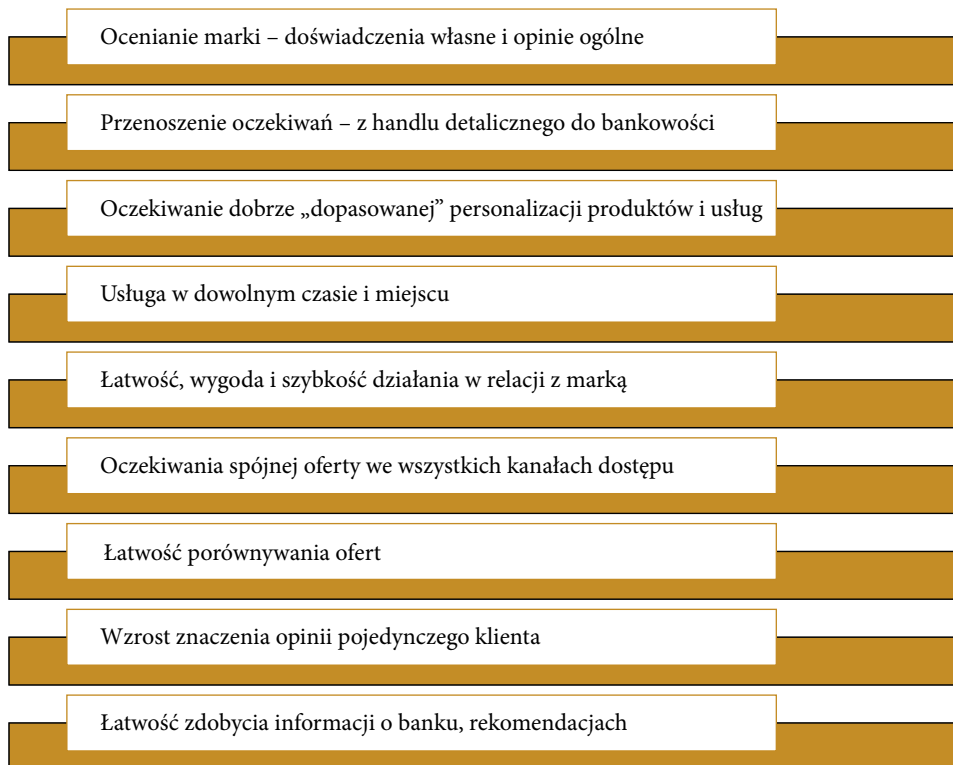 Ocenianie marki – doświadczenia własne i opinie ogólne
Przenoszenie oczekiwań – z handlu detalicznego do bankowości
Oczekiwanie dobrze „dopasowanej” personalizacji produktów i usług
Usługa w dowolnym czasie i miejscu
Łatwość, wygoda i szybkość działania w relacji z marką
Oczekiwania spójnej oferty we wszystkich kanałach dostępu
Łatwość porównywania ofert
Wzrost znaczenia opinii pojedynczego klienta
Łatwość zdobycia informacji o banku, rekomendacjach